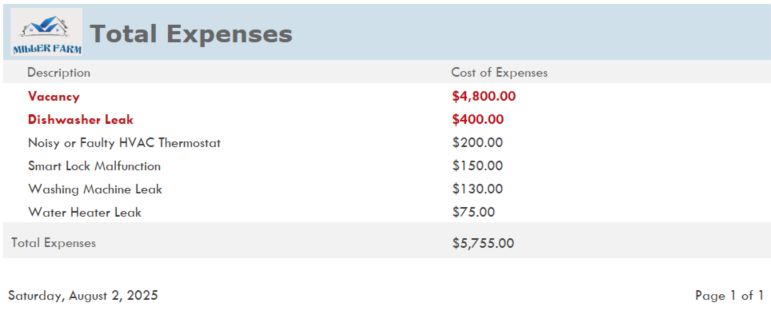 MILLER FARM
Total Expenses
Description Cost of Expenses
Vacancy $4,800.00
Dishwasher Leak $400.00
Noisy or Faulty HVAC Thermostat $200.00
Smart Lock Malfunction $150.00
Washing Machine Leak $130.00
Water Heater Leak $75.00
Total Expenses $5,755.00
Saturday, August 2, 2025 Page 1 of 1